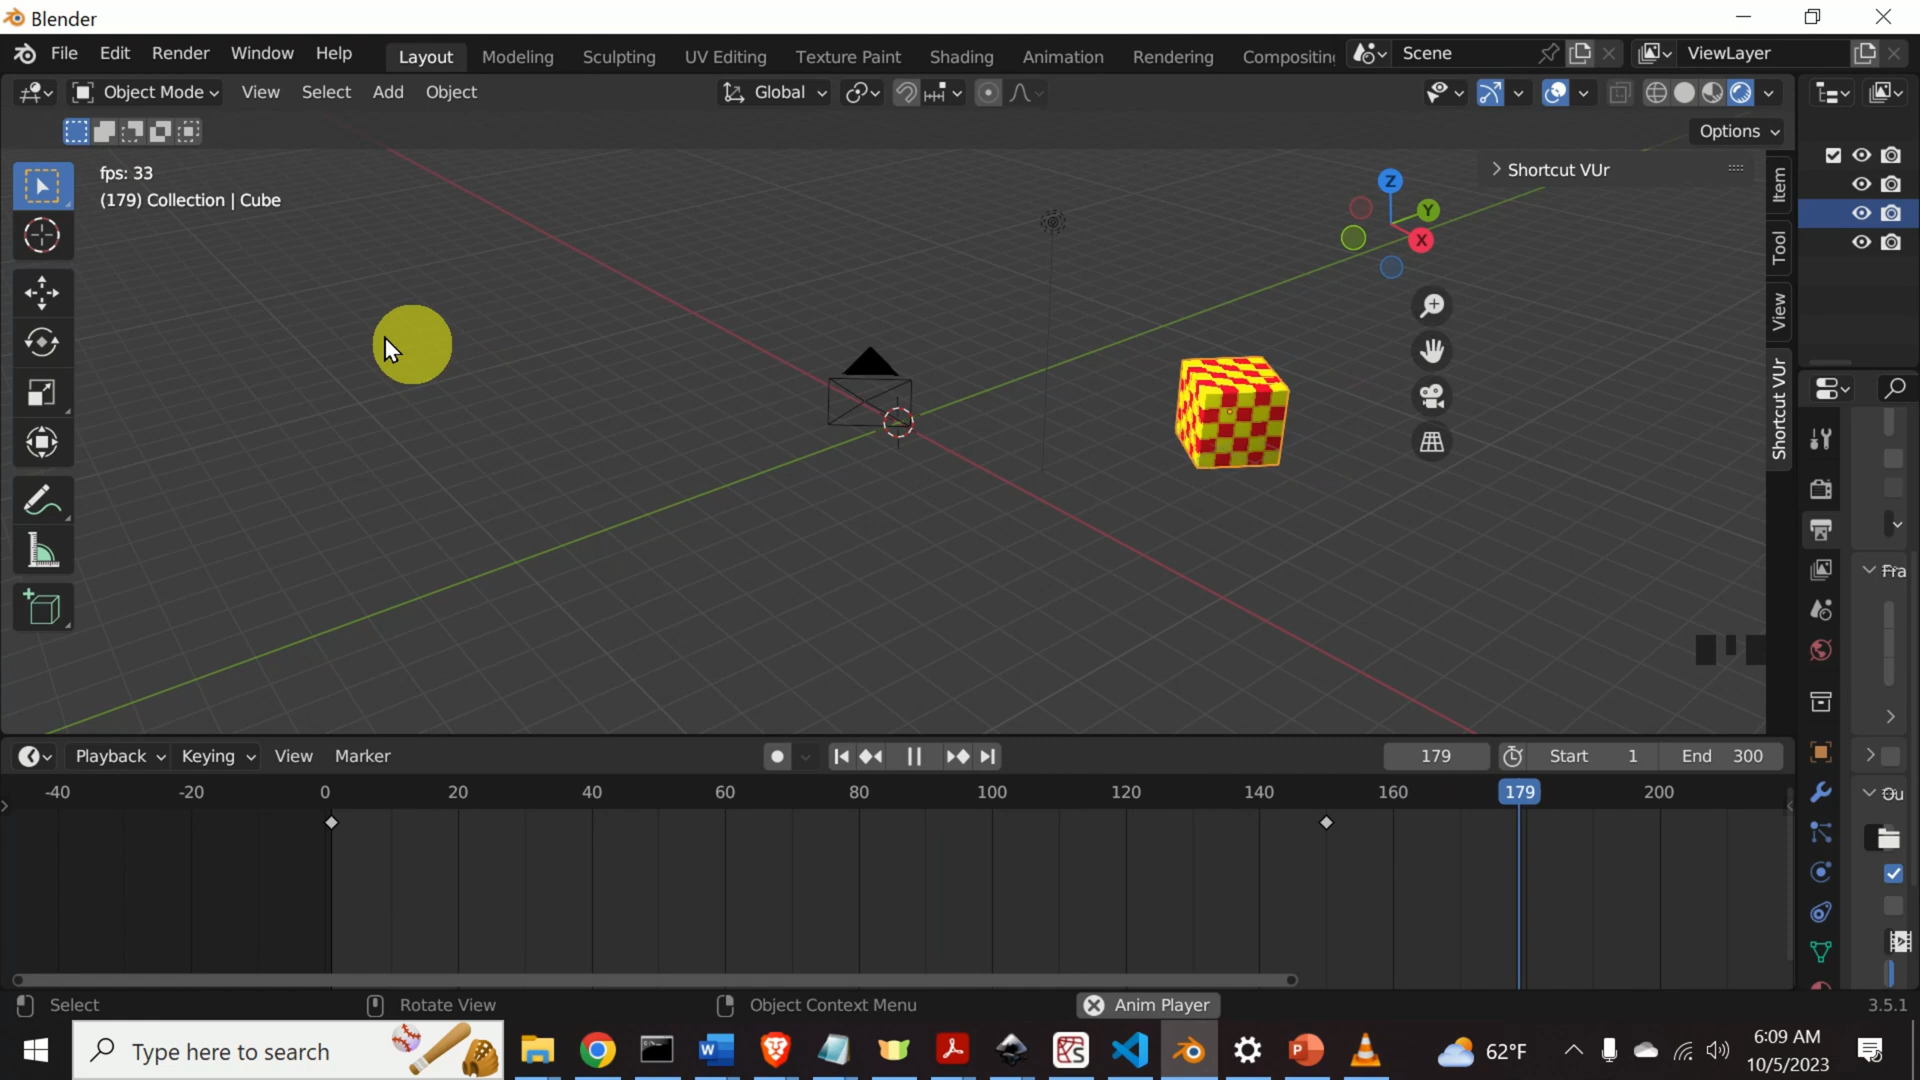 Blender
File Edit Render Window Help Layout Modeling Sculpting UV Editing Texture Paint Shading Animation Rendering Compositing Scene ViewLayer
Object Mode View Select Add Object Global
Options
fps: 33
(179) Collection | Cube
Shortcut VUr
Z
Y
X
Item
Tool
View
Shortcut VUr
Fra
Ou
Playback Keying View Marker 179 Start 1 End 300
-40 -20 0 20 40 60 80 100 120 140 160 179 200
Select Rotate View Object Context Menu Anim Player 3.5.1
Type here to search 62°F 6:09 AM
10/5/2023